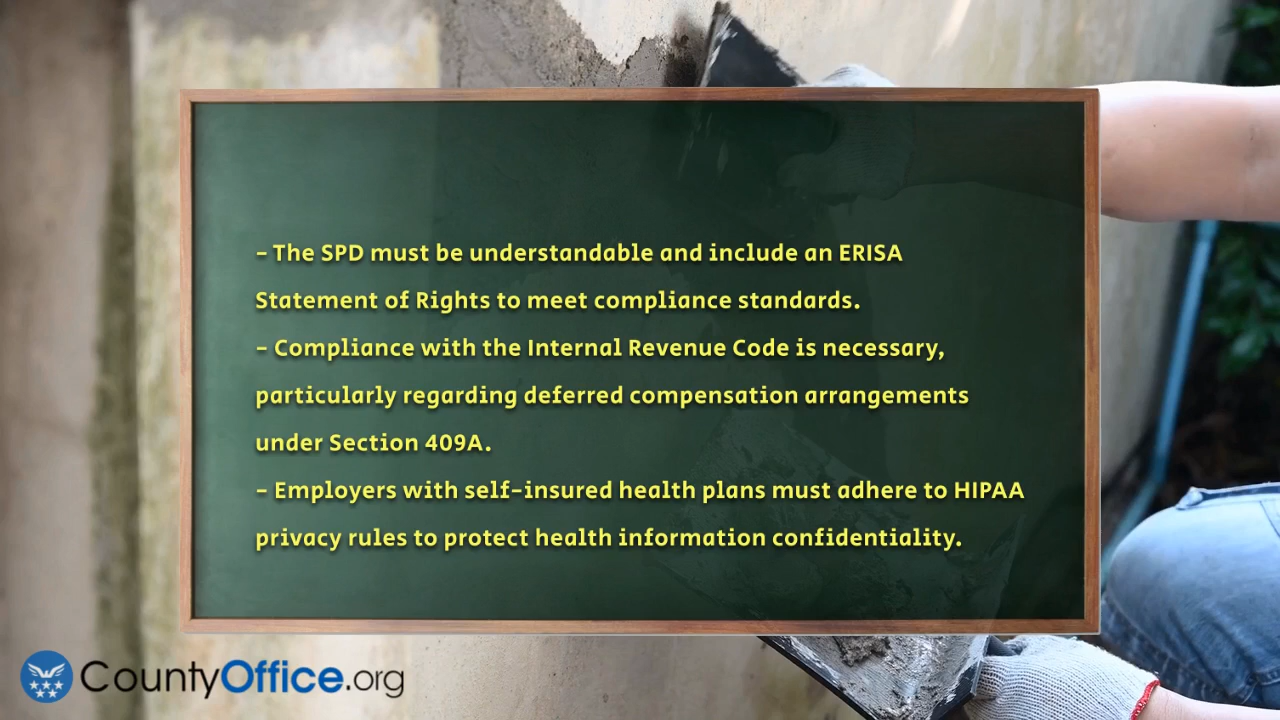 - The SPD must be understandable and include an ERISA
Statement of Rights to meet compliance standards.
- Compliance with the Internal Revenue Code is necessary,
particularly regarding deferred compensation arrangements
under Section 409A.
- Employers with self-insured health plans must adhere to HIPAA
privacy rules to protect health information confidentiality.
CountyOffice.org